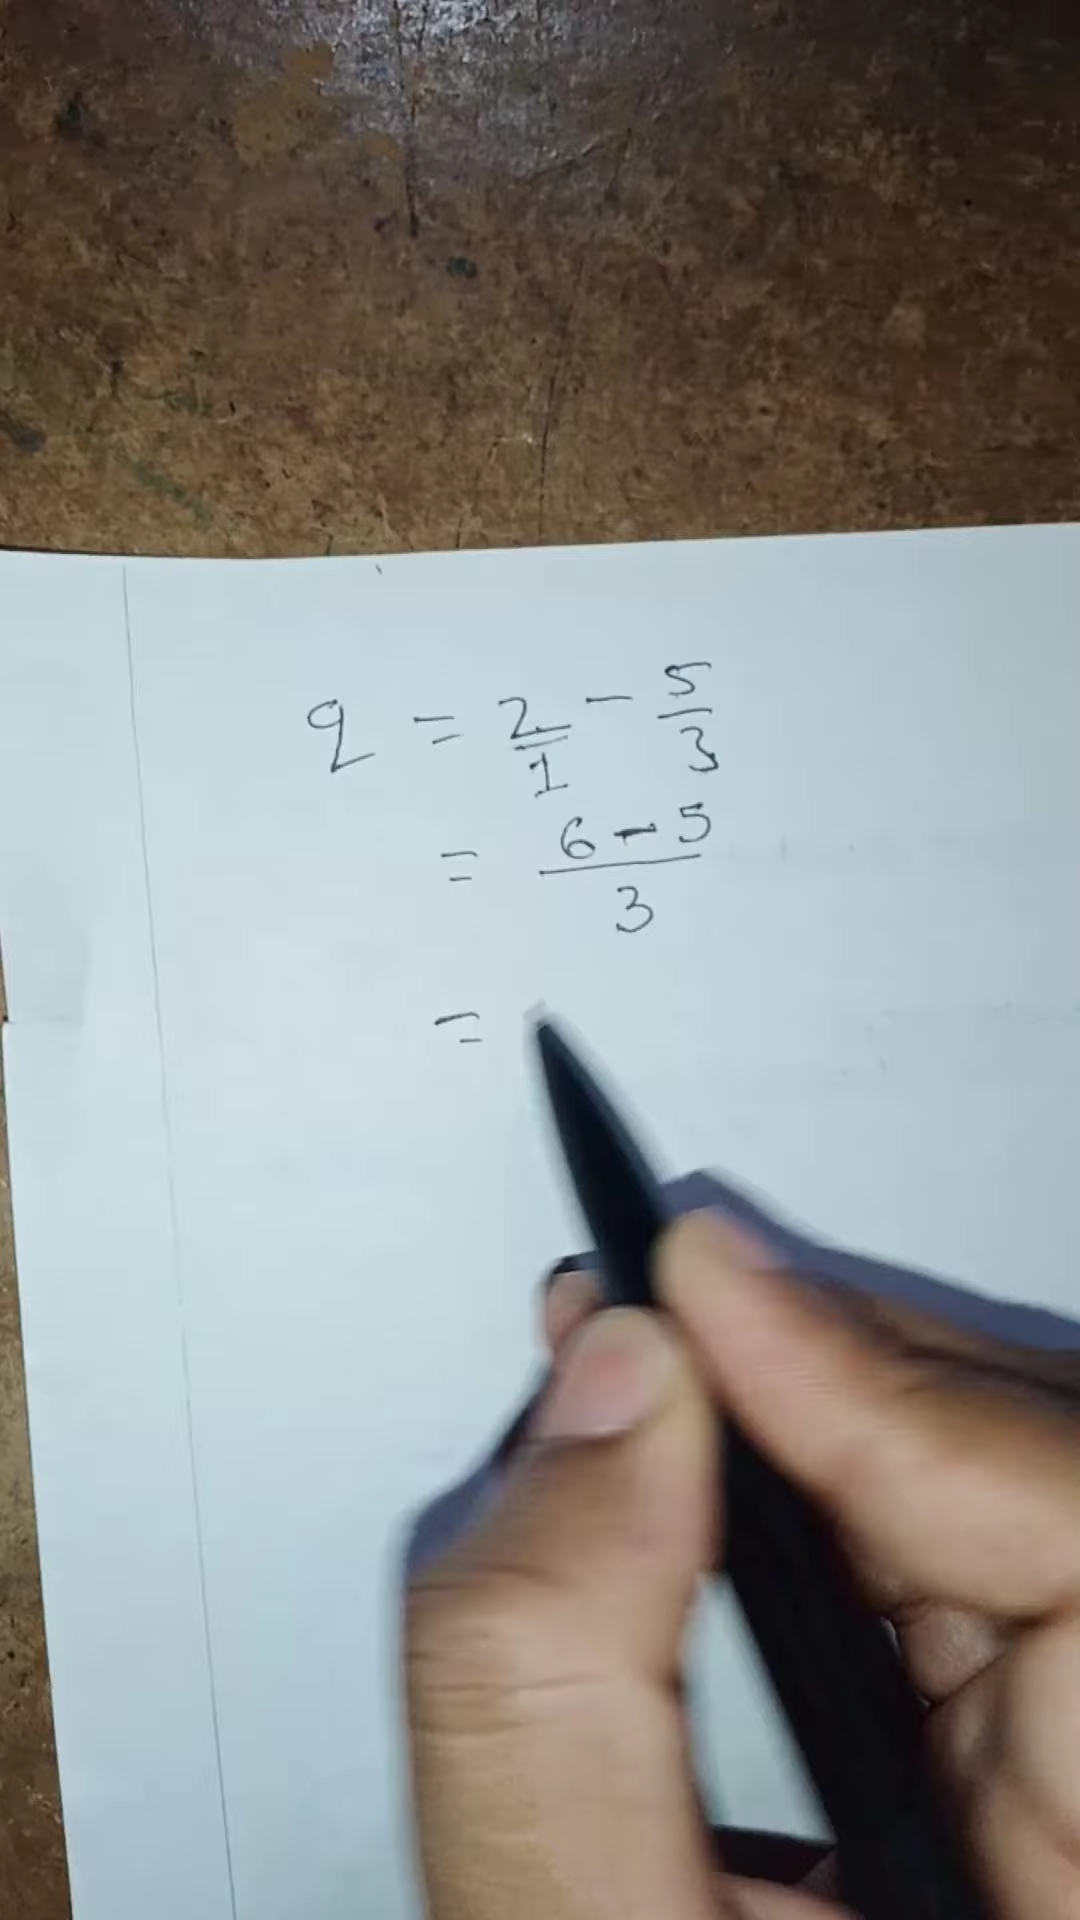 q = 2/1 - 5/3
= 6-5/3
=